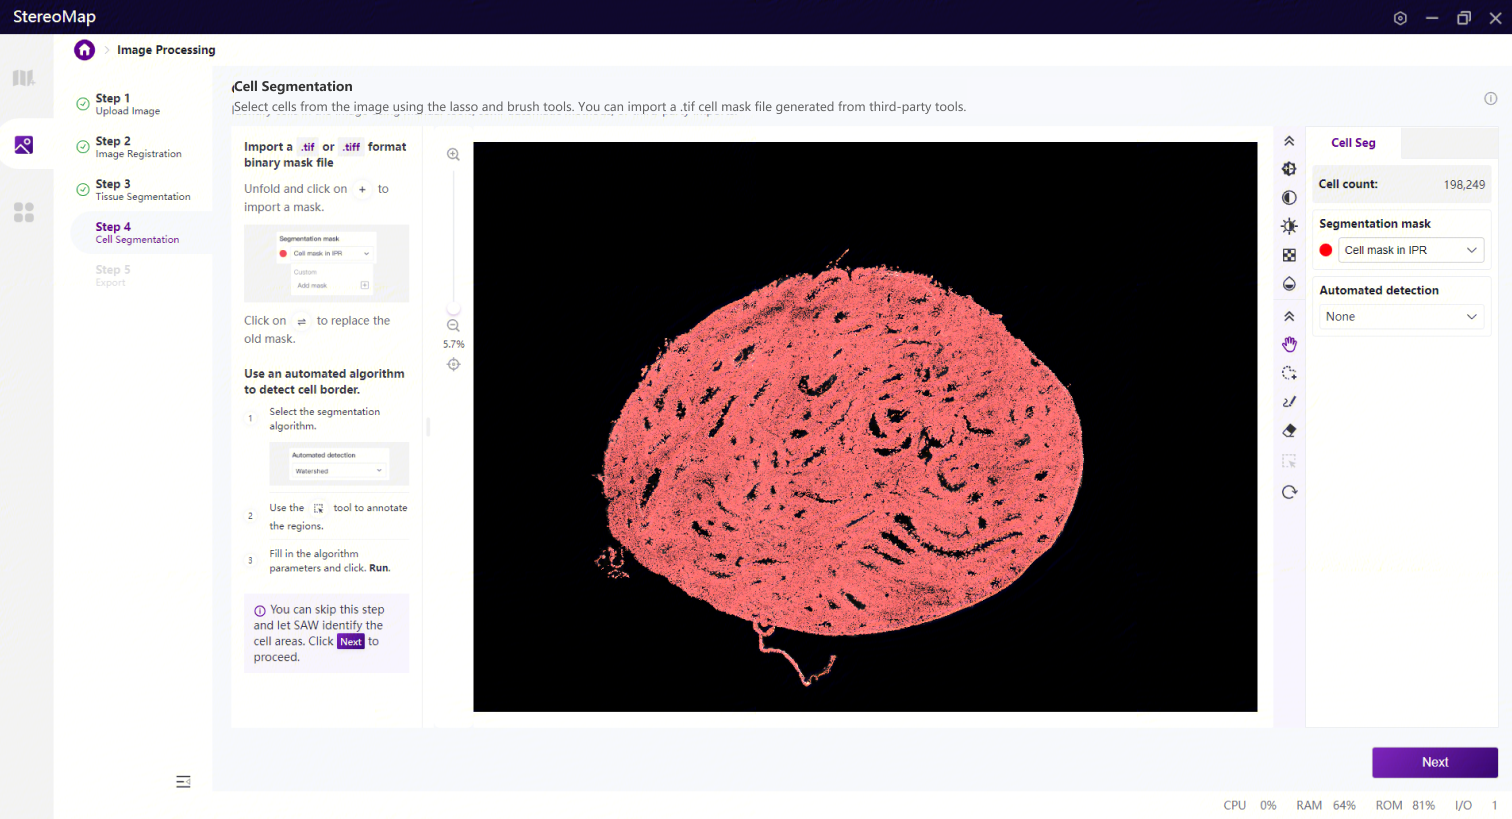 StereoMap
Image Processing
Step 1
Upload Image
Step 2
Image Registration
Step 3
Tissue Segmentation
Step 4
Cell Segmentation
Step 5
Export
Cell Segmentation
Select cells from the image using the lasso and brush tools. You can import a .tif cell mask file generated from third-party tools.
Import a .tif or .tiff format
binary mask file
Unfold and click on + to
import a mask.
Segmentation mask
Cell mask in IPR
Custom
Add mask
Click on ⇌ to replace the
old mask.
Use an automated algorithm
to detect cell border.
1 Select the segmentation
algorithm.
Automated detection
Watershed
2 Use the tool to annotate
the regions.
3 Fill in the algorithm
parameters and click. Run.
You can skip this step
and let SAW identify the
cell areas. Click Next to
proceed.
5.7%
Cell Seg
Cell count: 198,249
Segmentation mask
Cell mask in IPR
Automated detection
None
Next
CPU 0% RAM 64% ROM 81% I/O 1